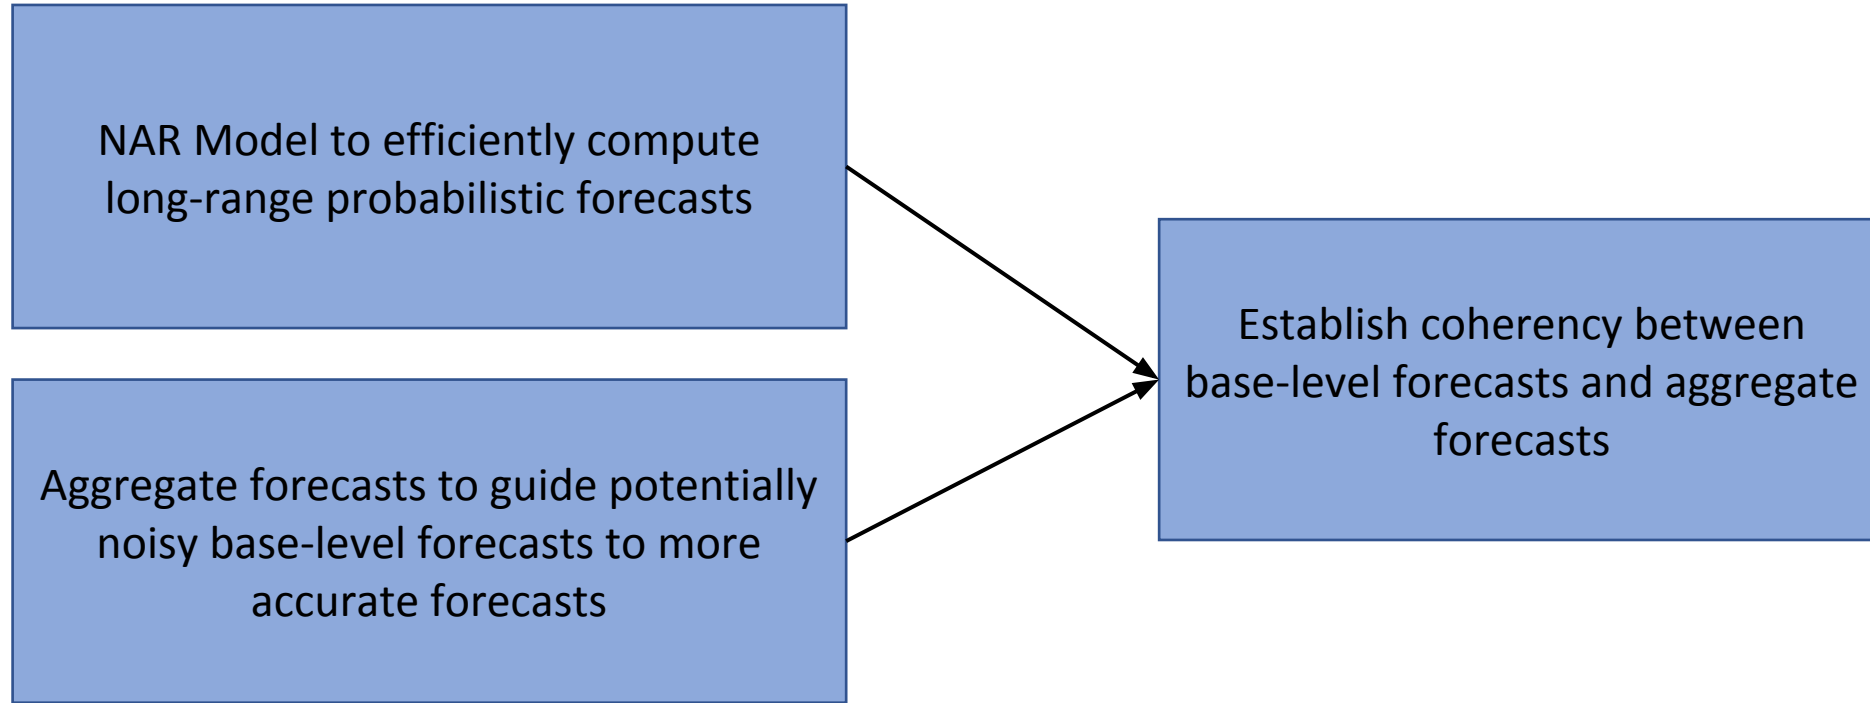 NAR Model to efficiently compute
long-range probabilistic forecasts
Aggregate forecasts to guide potentially
noisy base-level forecasts to more
accurate forecasts
Establish coherency between
base-level forecasts and aggregate
forecasts